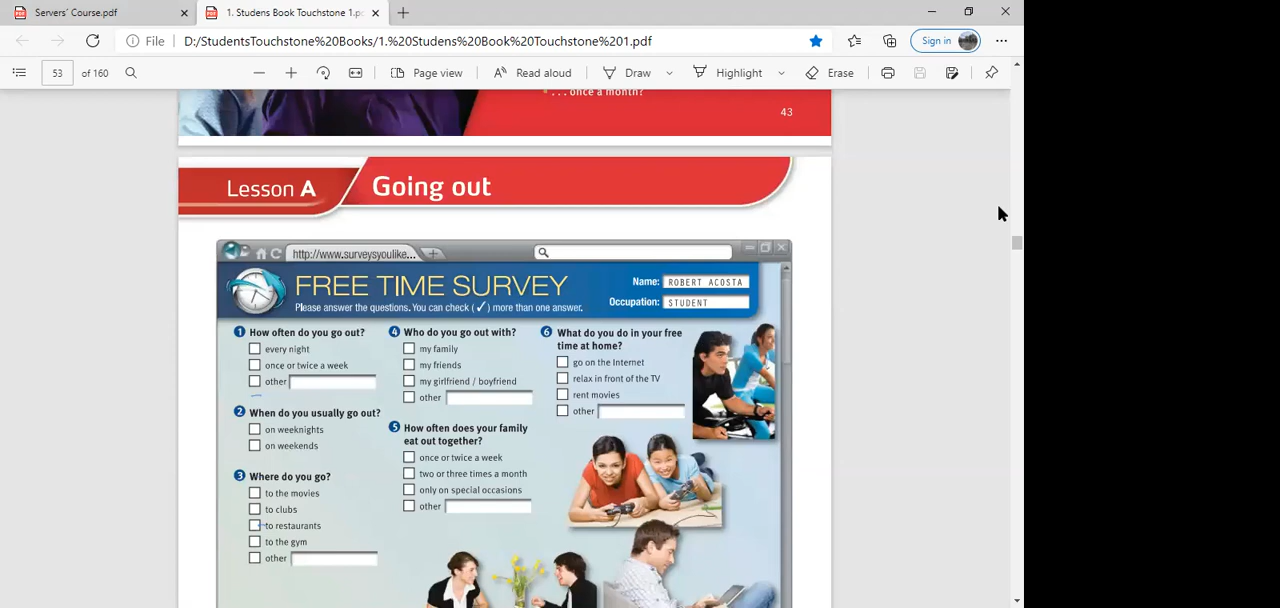 Servers' Course.pdf
1. Studens Book Touchstone 1.pc
File
D:/StudentsTouchstone%20Books/1.%20Studens%20Book%20Touchstone%201.pdf
Sign in
53
of 160
Page view
Read aloud
Draw
Highlight
Erase
... once a month?
43
Lesson A
Going out
http://www.surveysyoulike...
FREE TIME SURVEY
Please answer the questions. You can check (✓) more than one answer.
Name: ROBERT ACOSTA
Occupation: STUDENT
1 How often do you go out?
every night
once or twice a week
other
2 When do you usually go out?
on weeknights
on weekends
3 Where do you go?
to the movies
to clubs
to restaurants
to the gym
other
4 Who do you go out with?
my family
my friends
my girlfriend / boyfriend
other
5 How often does your family
eat out together?
once or twice a week
two or three times a month
only on special occasions
other
6 What do you do in your free
time at home?
go on the Internet
relax in front of the TV
rent movies
other